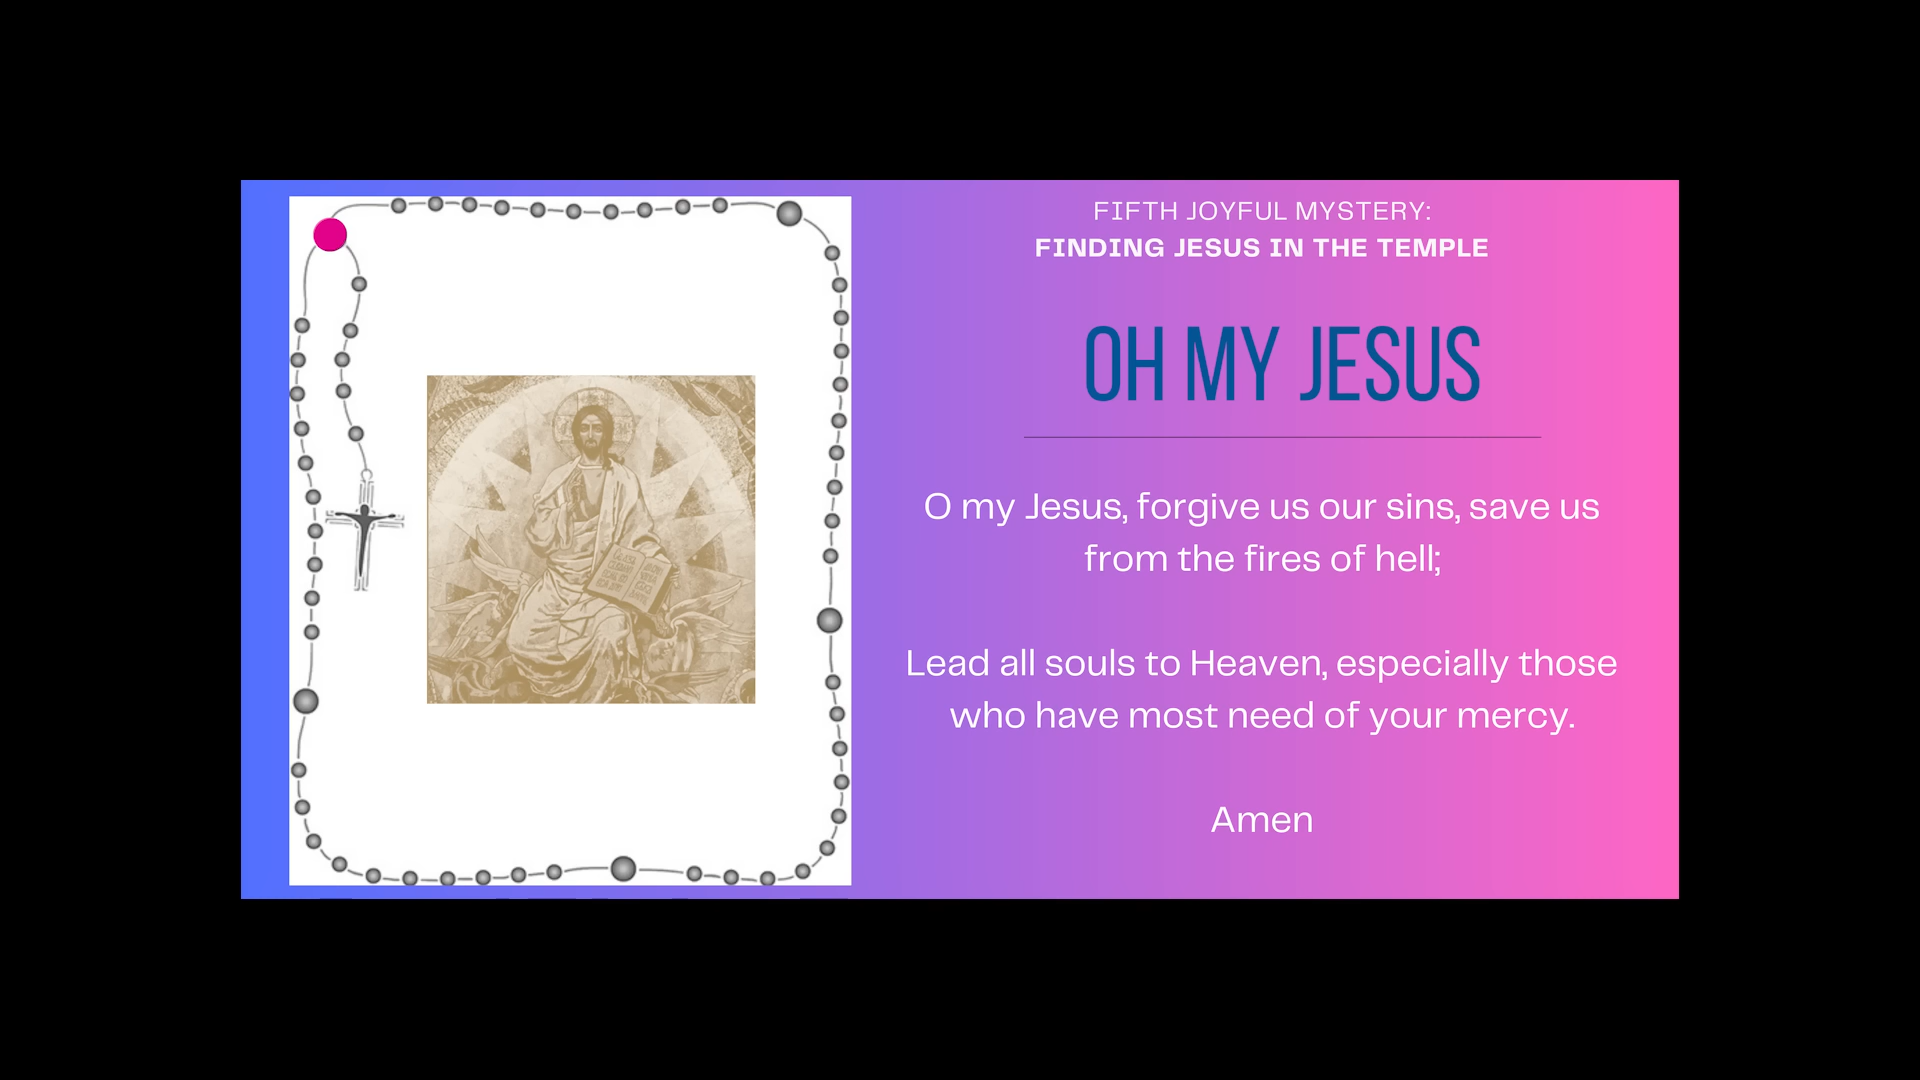 FIFTH JOYFUL MYSTERY:
FINDING JESUS IN THE TEMPLE
OH MY JESUS
O my Jesus, forgive us our sins, save us
from the fires of hell;
Lead all souls to Heaven, especially those
who have most need of your mercy.
Amen